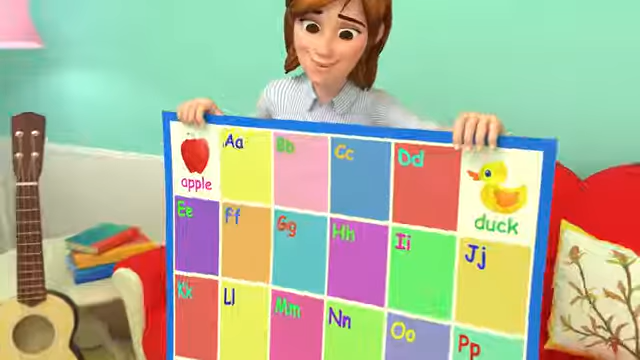 apple Aa Bb Cc Dd duck
Ee Ff Gg Hh Ii Jj
Kk Ll Mm Nn Oo Pp